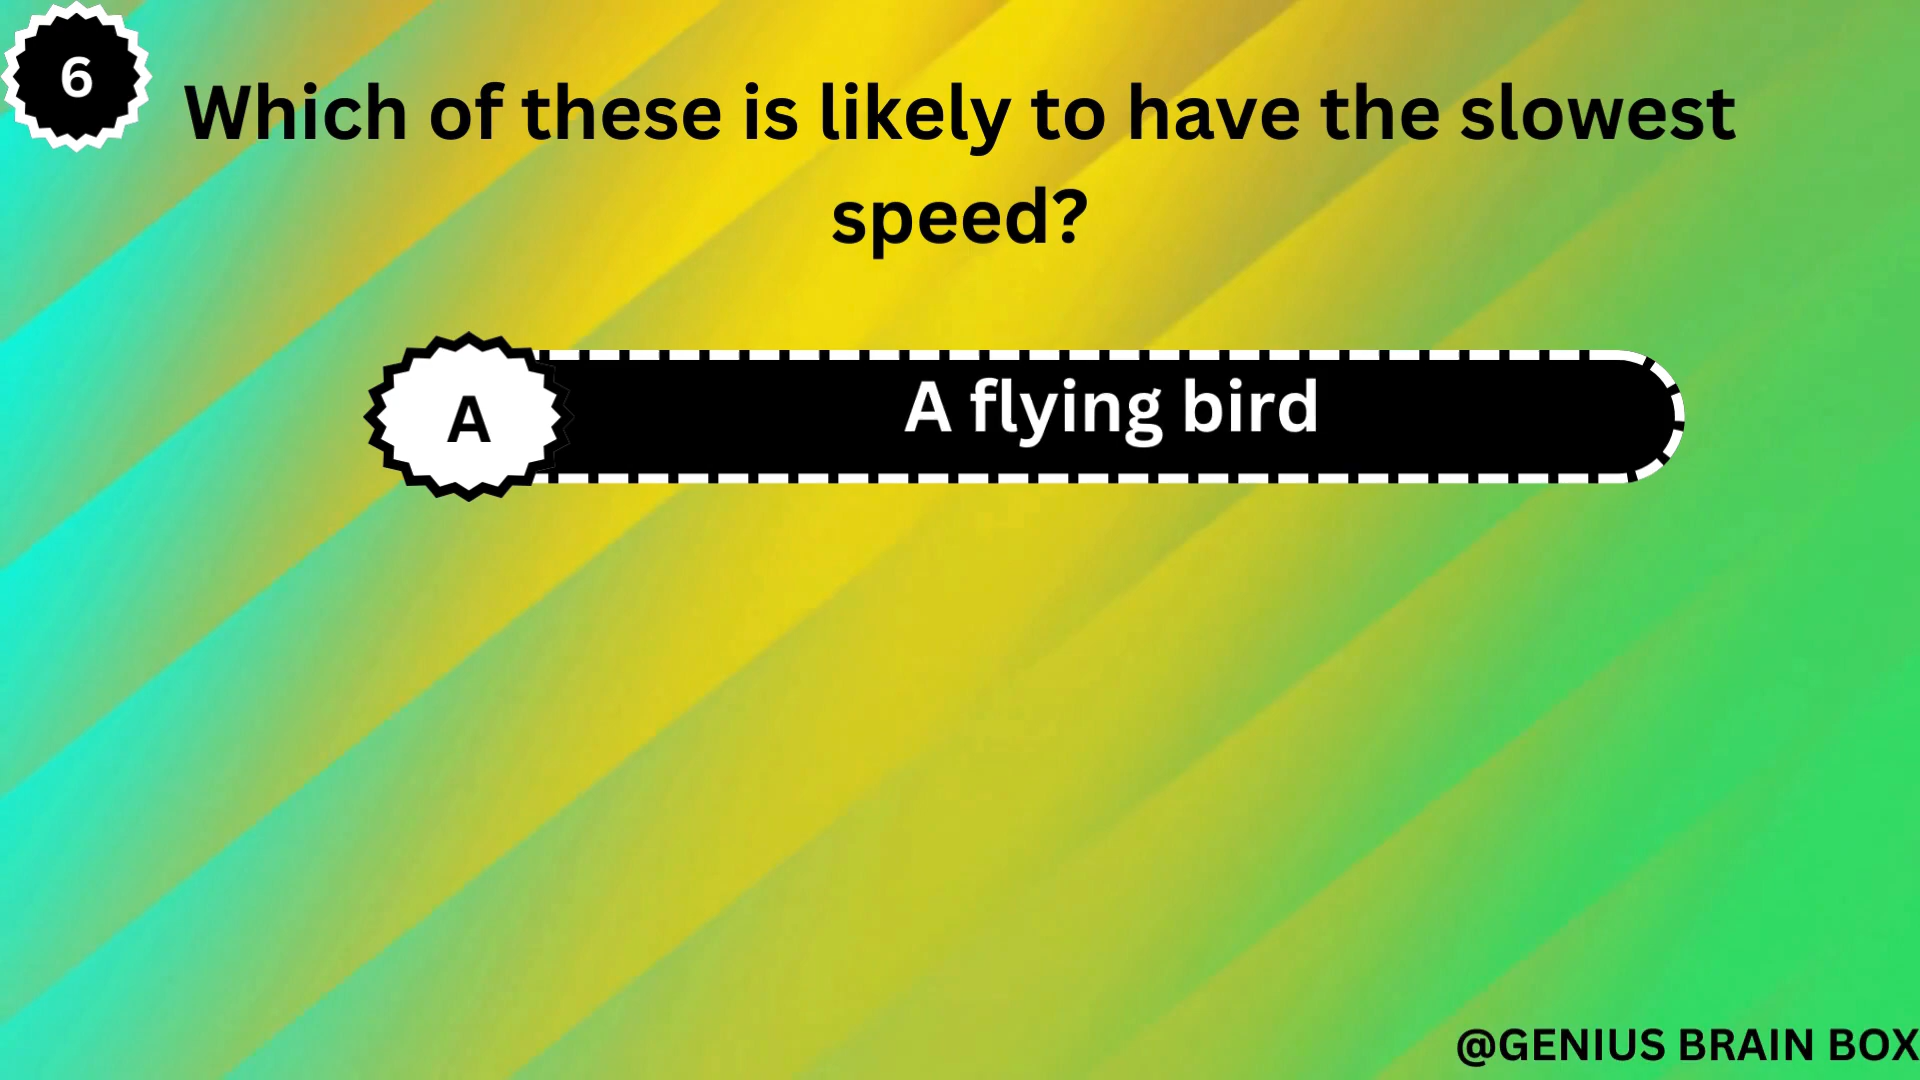 6
Which of these is likely to have the slowest
speed?
A
A flying bird
@GENIUS BRAIN BOX